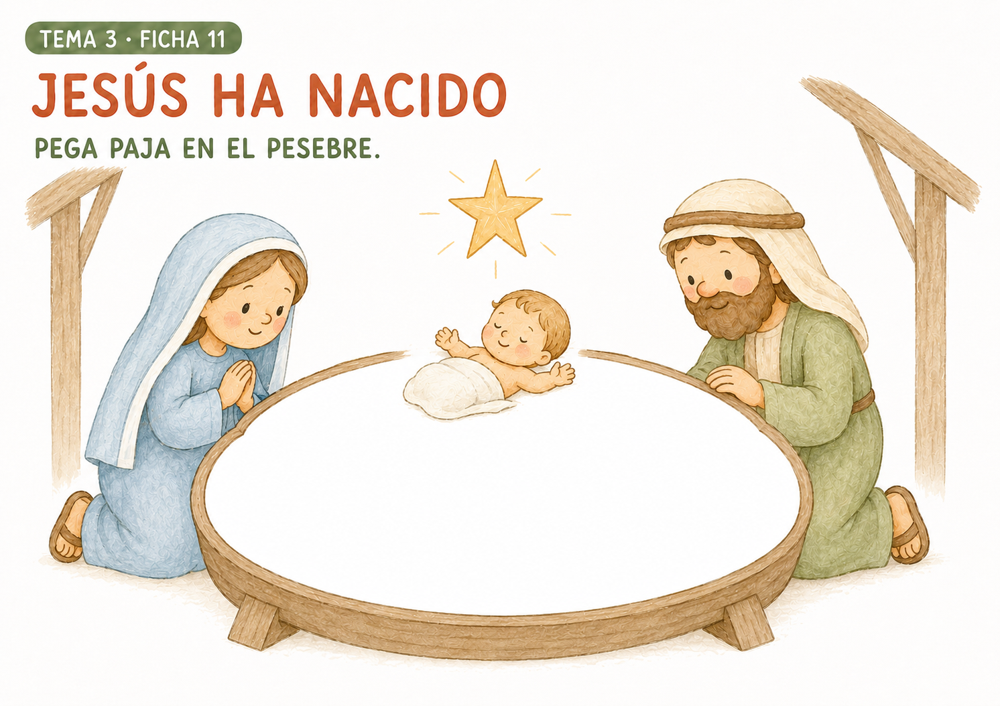 TEMA 3 · FICHA 11
JESÚS HA NACIDO
PEGA PAJA EN EL PESEBRE.